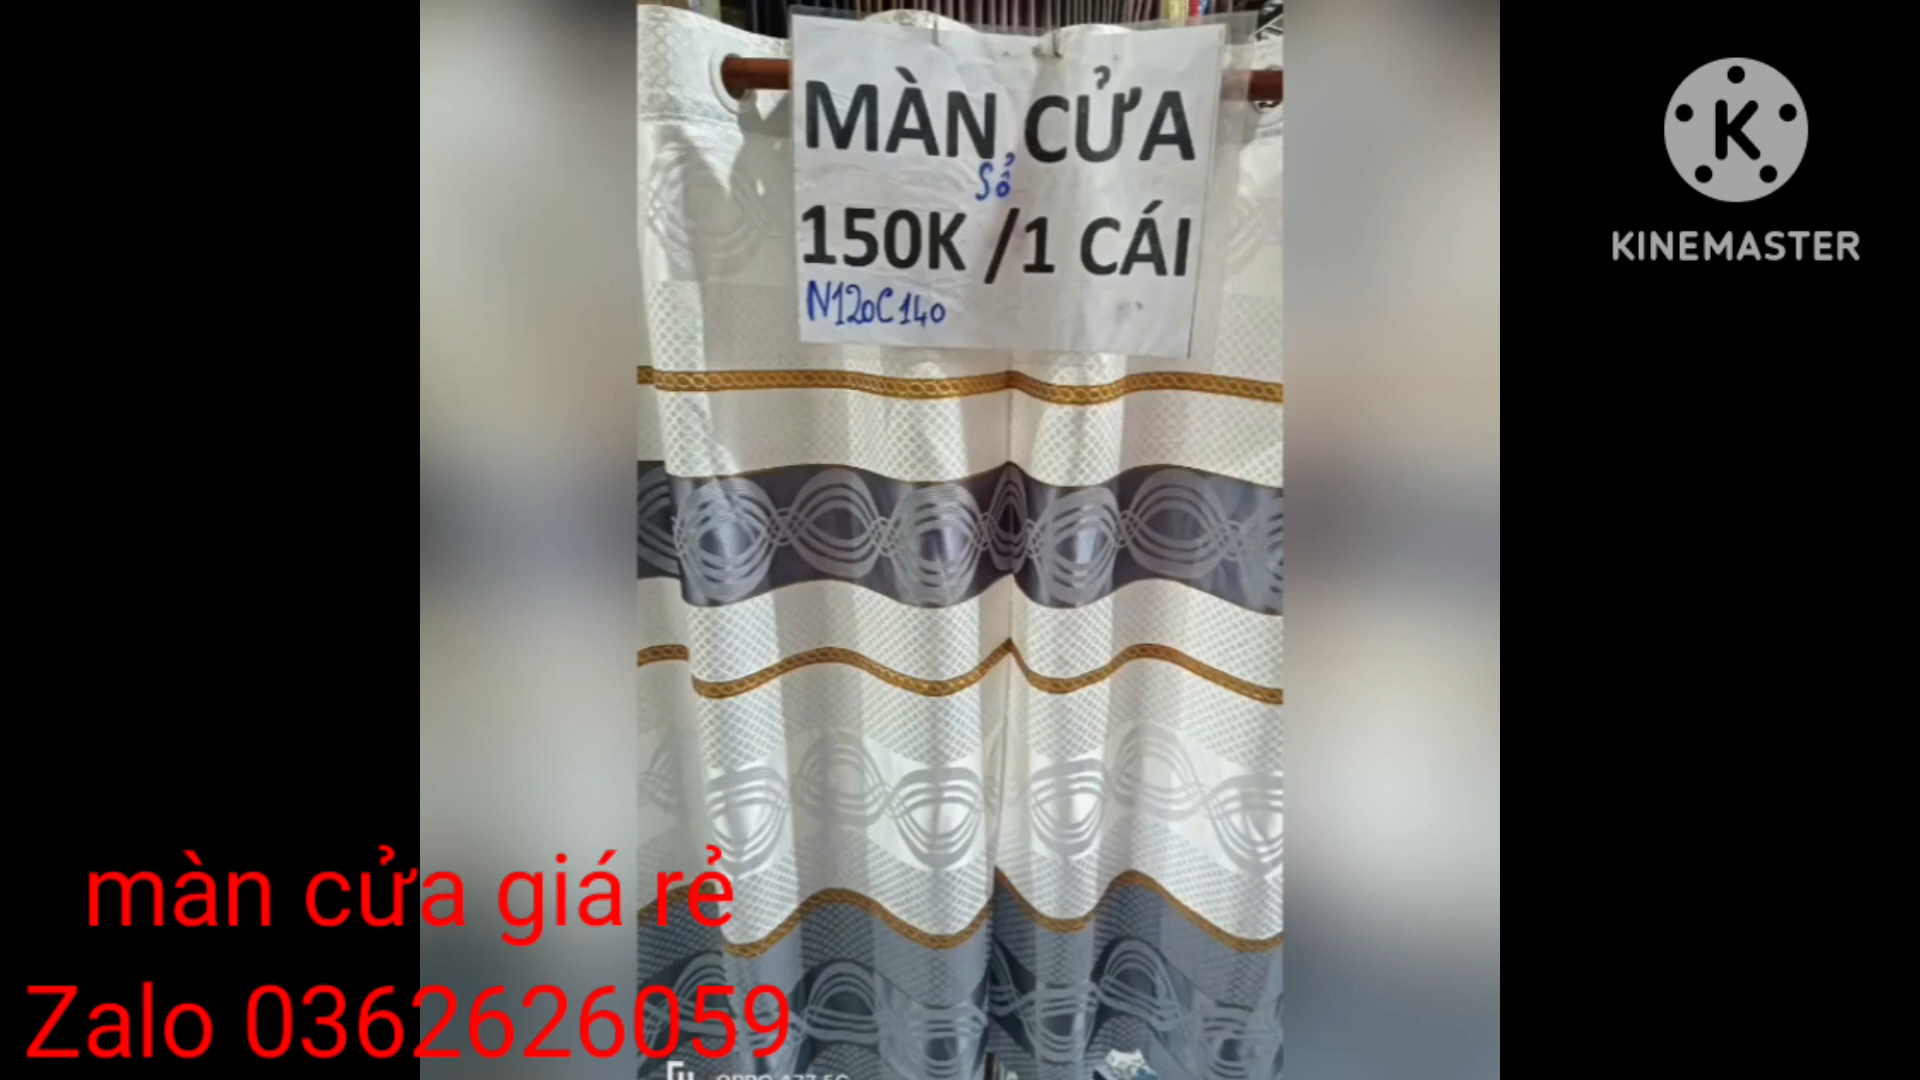 MÀN CỬA
Sổ
150K /1 CÁI
N120C140
KINEMASTER
màn cửa giá rẻ
Zalo 0362626059